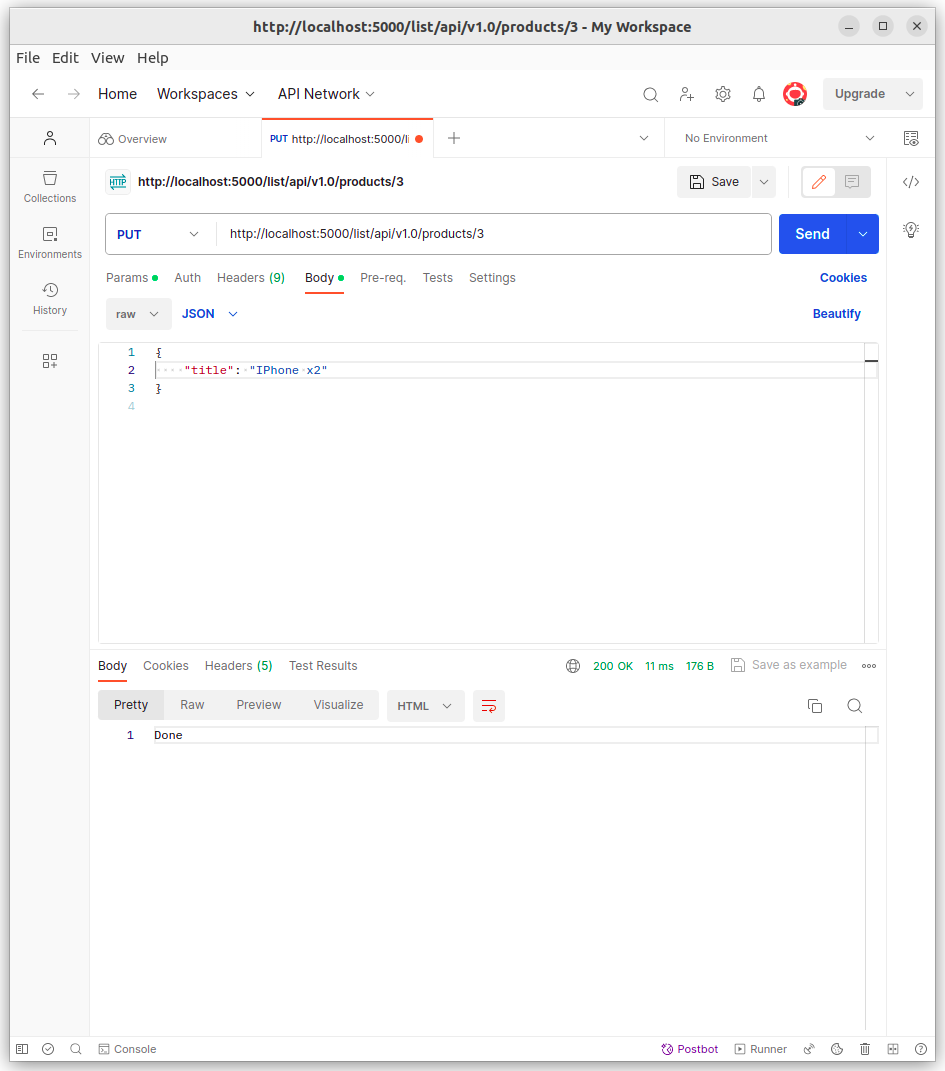 http://localhost:5000/list/api/v1.0/products/3 - My Workspace
File Edit View Help
Home Workspaces API Network Upgrade
Overview PUT http://localhost:5000/li No Environment
HTTP http://localhost:5000/list/api/v1.0/products/3 Save
Collections
PUT http://localhost:5000/list/api/v1.0/products/3 Send
Environments
Params Auth Headers (9) Body Pre-req. Tests Settings Cookies
History
raw JSON Beautify
1 {
2 "title": "IPhone x2"
3 }
4
Body Cookies Headers (5) Test Results 200 OK 11 ms 176 B Save as example
Pretty Raw Preview Visualize HTML
1 Done
Console Postbot Runner